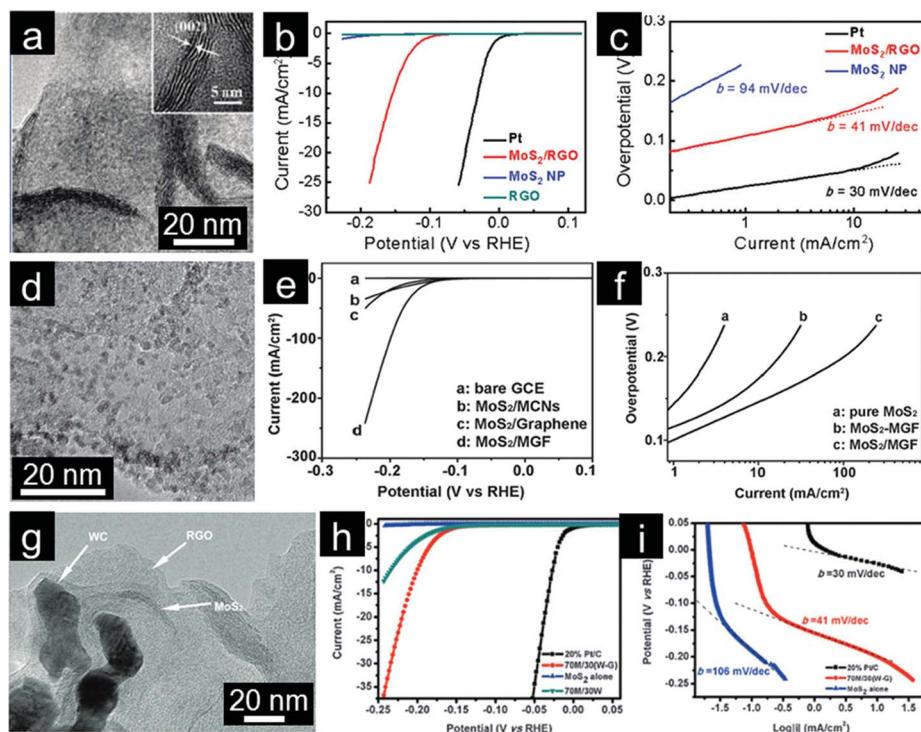 a
(002)
5 nm
20 nm
b
Current (mA/cm²)
0
-5
-10
-15
-20
-25
-30
-0.2
-0.1
0.0
0.1
Potential (V vs RHE)
Pt
MoS₂/RGO
MoS₂ NP
RGO
c
Overpotential (V)
0.3
0.2
0.1
0.0
1
10
Current (mA/cm²)
Pt
MoS₂/RGO
MoS₂ NP
b = 94 mV/dec
b = 41 mV/dec
b = 30 mV/dec
d
20 nm
e
Current (mA/cm²)
0
-100
-200
-300
-0.3
-0.2
-0.1
0.0
0.1
Potential (V vs RHE)
a
b
c
d
a: bare GCE
b: MoS₂/MCNs
c: MoS₂/Graphene
d: MoS₂/MGF
f
Overpotential (V)
0.3
0.2
0.1
1
10
100
Current (mA/cm²)
a
b
c
a: pure MoS₂
b: MoS₂-MGF
c: MoS₂/MGF
g
WC
RGO
MoS₂
20 nm
h
Current (mA/cm²)
0
-5
-10
-15
-20
-25
-30
-35
-0.25
-0.20
-0.15
-0.10
-0.05
0.00
0.05
Potential (V vs RHE)
20% Pt/C
70M/30(W-G)
MoS₂ alone
70M/30W
i
Potential (V vs RHE)
0.05
0.00
-0.05
-0.10
-0.15
-0.20
-0.25
-1.5
-1.0
-0.5
0.0
0.5
1.0
1.5
Log|j| (mA/cm²)
b=30 mV/dec
b=41 mV/dec
b=106 mV/dec
20% Pt/C
70M/30(W-G)
MoS₂ alone